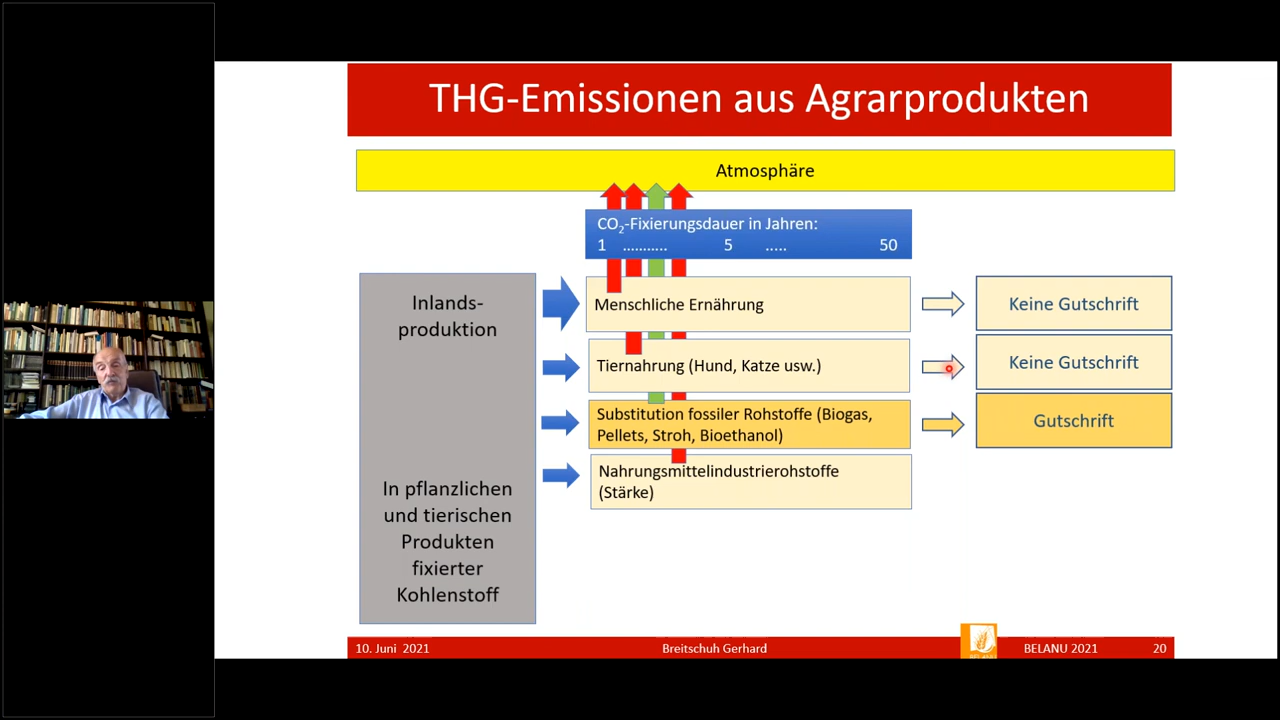 THG-Emissionen aus Agrarprodukten
Atmosphäre
CO₂-Fixierungsdauer in Jahren:
1 ........... 5 ..... 50
Inlands-
produktion
In pflanzlichen
und tierischen
Produkten
fixierter
Kohlenstoff
Menschliche Ernährung
Keine Gutschrift
Tiernahrung (Hund, Katze usw.)
Keine Gutschrift
Substitution fossiler Rohstoffe (Biogas,
Pellets, Stroh, Bioethanol)
Gutschrift
Nahrungsmittelindustrierohstoffe
(Stärke)
10. Juni 2021 Breitschuh Gerhard BELANU 2021 20